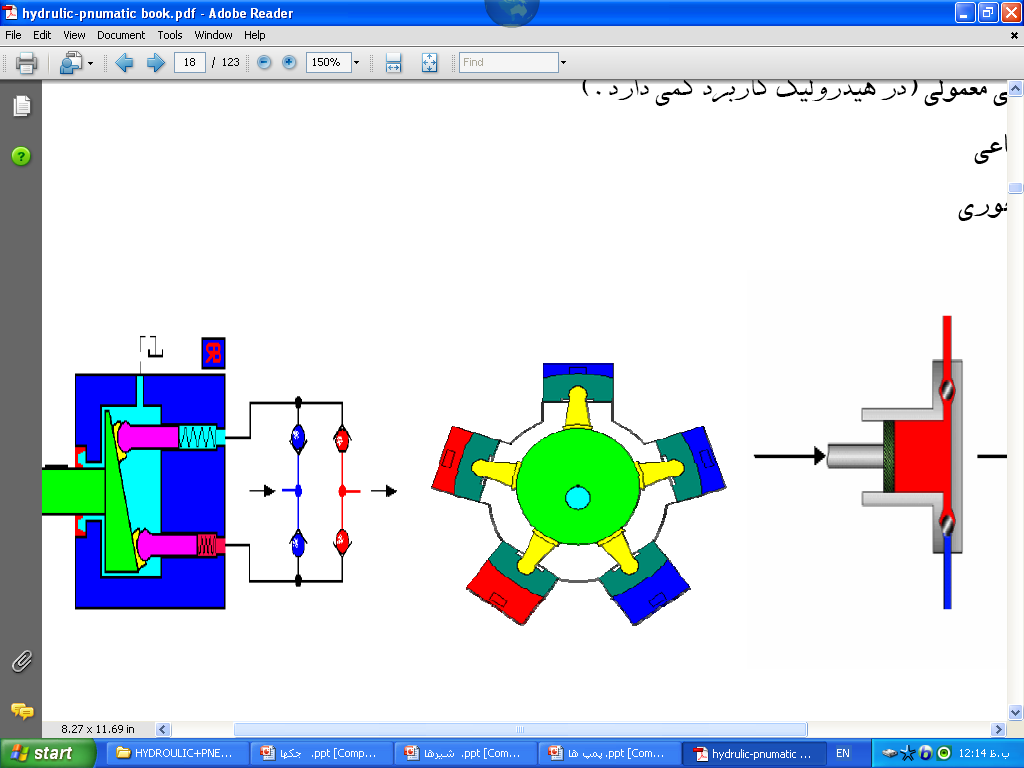 hydrulic-pnumatic book.pdf - Adobe Reader
File Edit View Document Tools Window Help
18 / 123 150% Find
ی معمولی (در هیدرولیک کاربرد کمی دارد . )
8.27 x 11.69 in
start HYDROULIC+PNE... جکها .ppt [Comp... شیرها .ppt [Com... پمپ ها .ppt [Com... hydrulic-pnumatic ... EN 12:14 ب.ظ